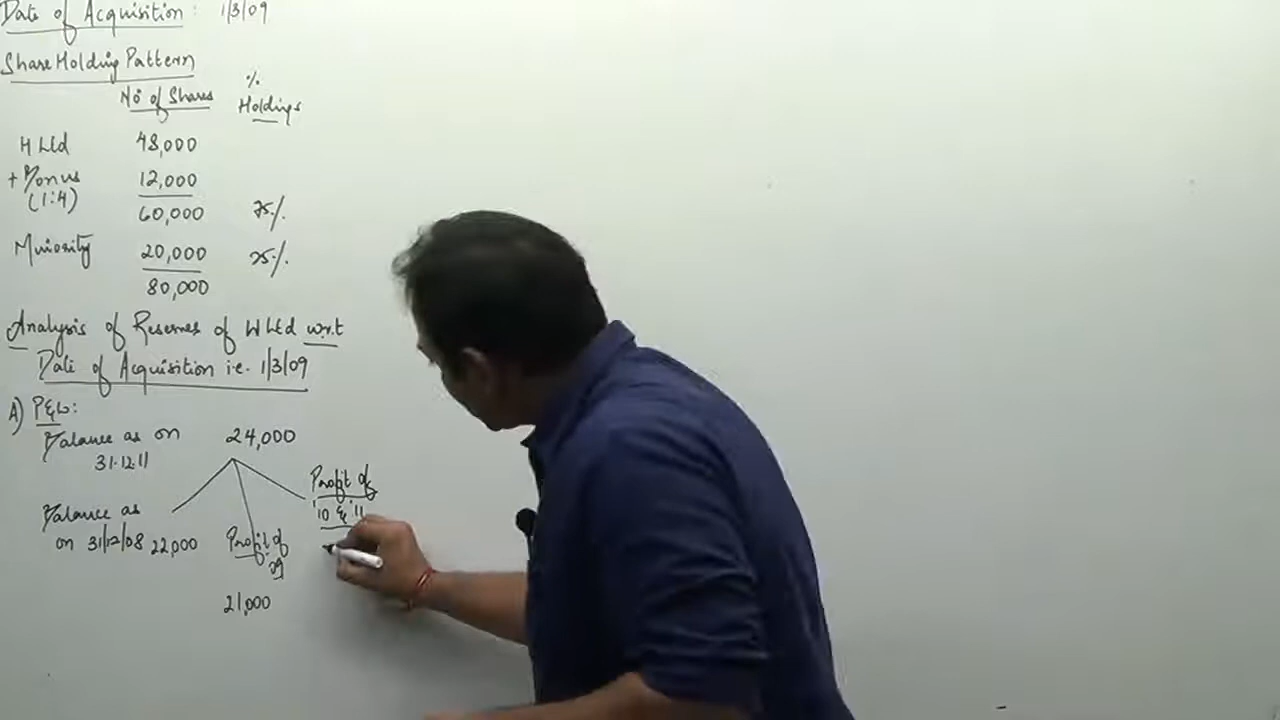 Date of Acquisition: 1/3/09
ShareHolding Pattern
No of Shares % Holdings
H Ltd 48,000
+ Bonus 12,000
(1:4)
60,000 75%
Minority 20,000 25%
80,000
Analysis of Reserves of W Ltd w.r.t
Date of Acquisition i.e. 1/3/09
A) P&L:
Balance as on 24,000
31.12.11
Balance as
on 31/12/08 22,000
Profit of
09
21,000
Profit of
'10 & '11